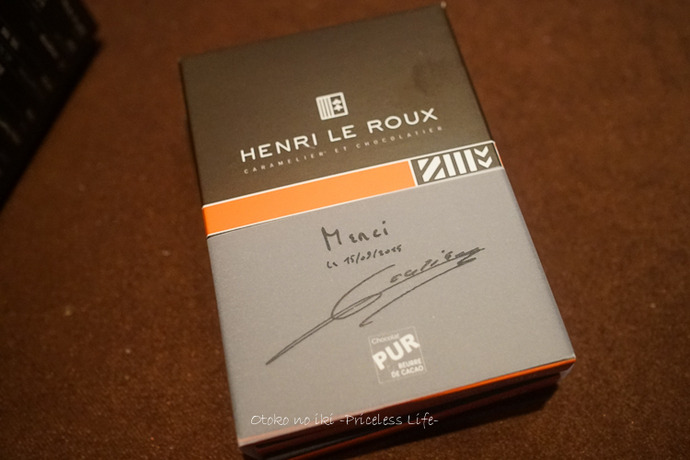 HENRI LE ROUX
CARAMELIER ET CHOCOLATIER
Merci
Le 15/09/2015
Chocolat
PUR
BEURRE
DE CACAO
Otoko no iki -Priceless Life-